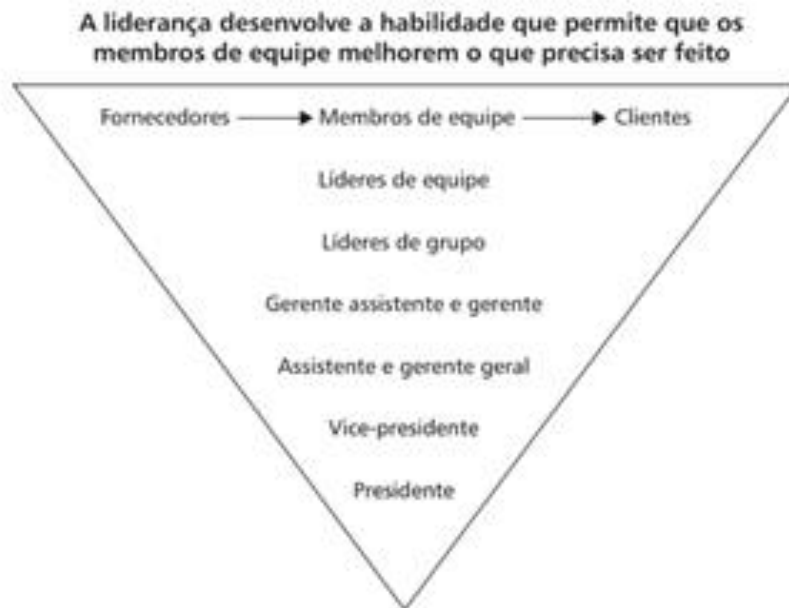 A liderança desenvolve a habilidade que permite que os
membros de equipe melhorem o que precisa ser feito
Fornecedores Membros de equipe Clientes
Líderes de equipe
Líderes de grupo
Gerente assistente e gerente
Assistente e gerente geral
Vice-presidente
Presidente